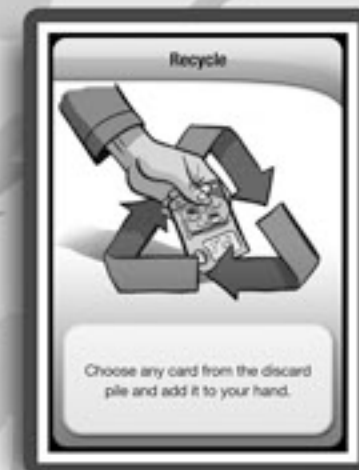 Recycle
Choose any card from the discard
pile and add it to your hand.